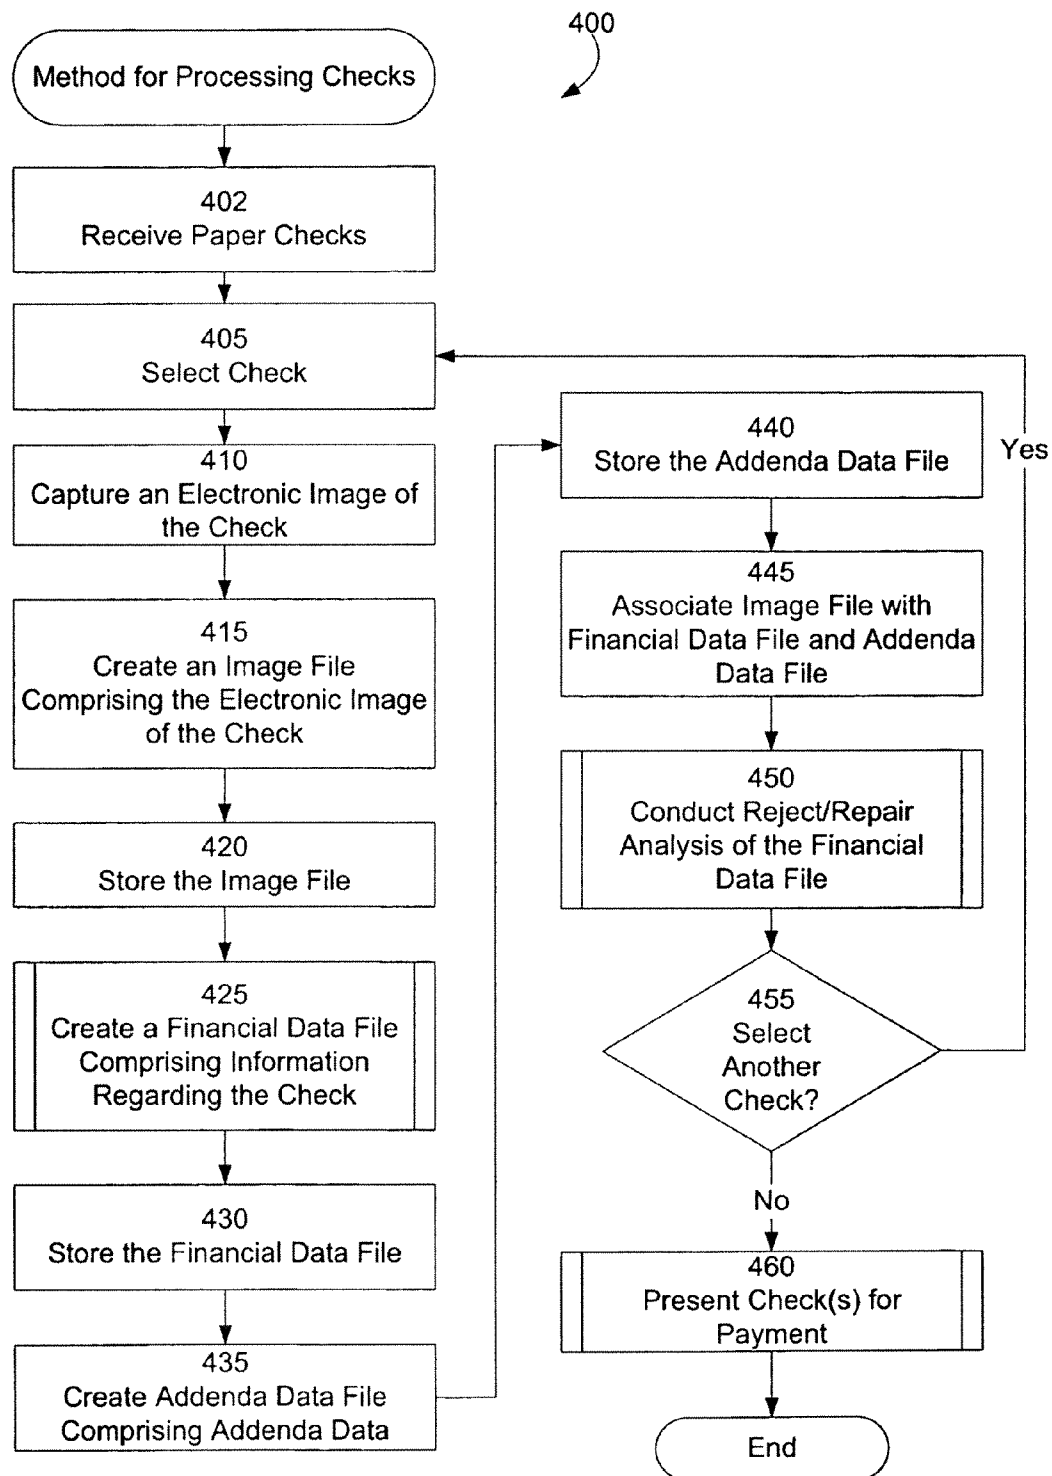 400
Method for Processing Checks
402
Receive Paper Checks
405
Select Check
410
Capture an Electronic Image of
the Check
415
Create an Image File
Comprising the Electronic Image
of the Check
420
Store the Image File
425
Create a Financial Data File
Comprising Information
Regarding the Check
430
Store the Financial Data File
435
Create Addenda Data File
Comprising Addenda Data
440
Store the Addenda Data File
445
Associate Image File with
Financial Data File and Addenda
Data File
450
Conduct Reject/Repair
Analysis of the Financial
Data File
455
Select
Another
Check?
Yes
No
460
Present Check(s) for
Payment
End